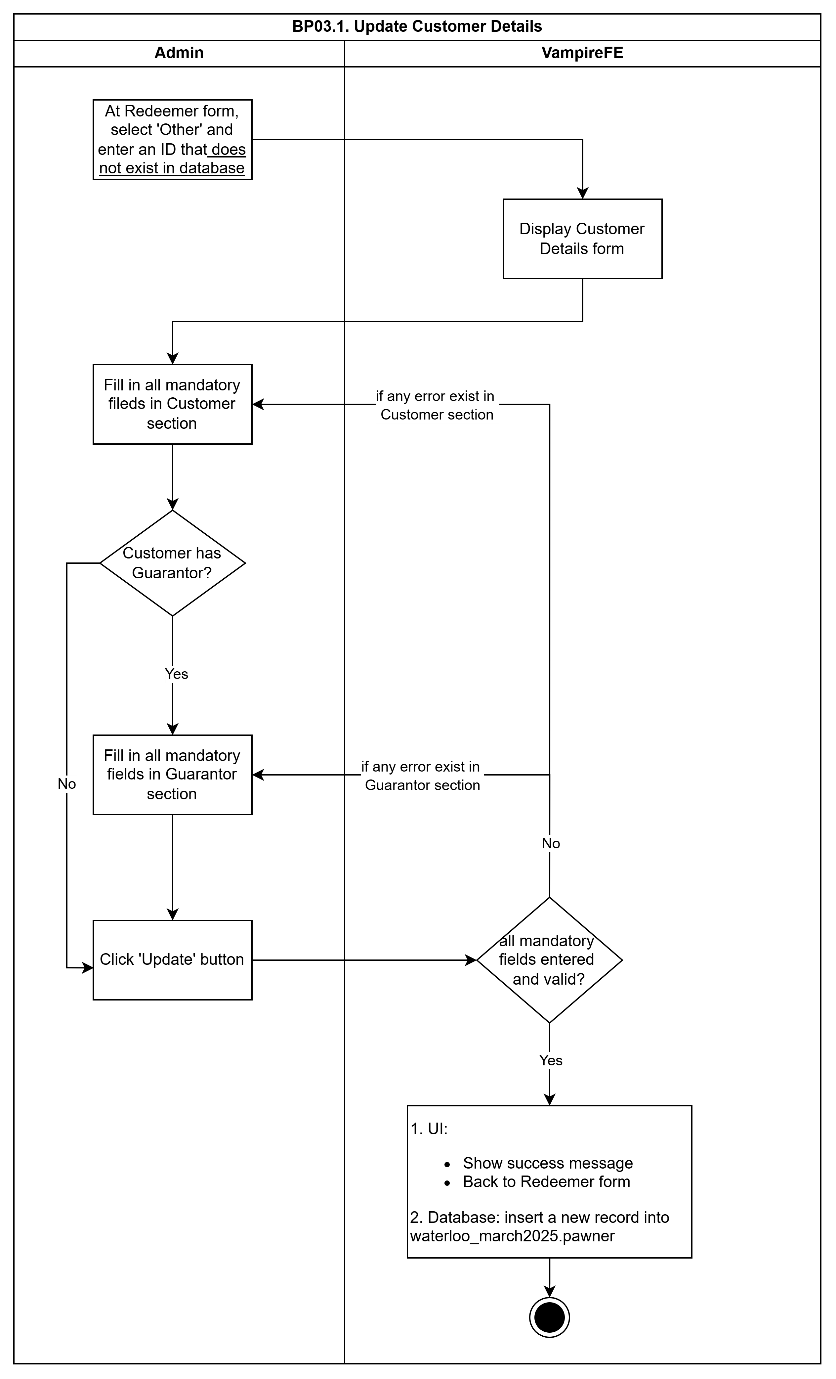 BP03.1. Update Customer Details
Admin
VampireFE
At Redeemer form,
select 'Other' and
enter an ID that does
not exist in database
Display Customer
Details form
Fill in all mandatory
fileds in Customer
section
if any error exist in
Customer section
Customer has
Guarantor?
Yes
Fill in all mandatory
fields in Guarantor
section
if any error exist in
Guarantor section
No
No
Click 'Update' button
all mandatory
fields entered
and valid?
Yes
1. UI:
• Show success message
• Back to Redeemer form
2. Database: insert a new record into
waterloo_march2025.pawner